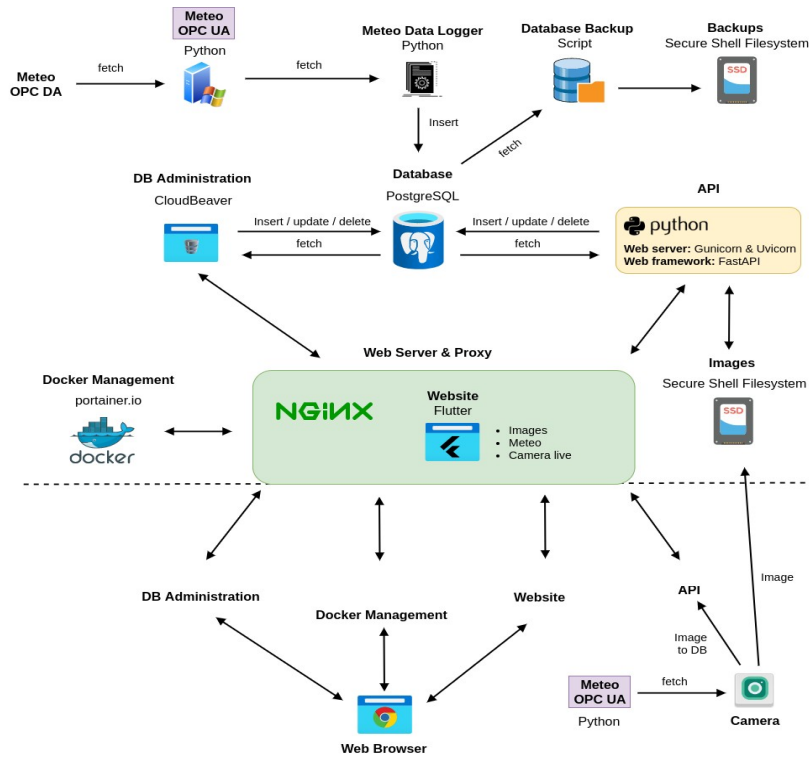 Meteo
OPC UA
Python
Meteo Data Logger
Python
Database Backup
Script
Backups
Secure Shell Filesystem
SSD
Meteo
OPC DA
fetch
fetch
Insert
fetch
DB Administration
CloudBeaver
Database
PostgreSQL
API
Insert / update / delete
fetch
Insert / update / delete
fetch
python
Web server: Gunicorn & Uvicorn
Web framework: FastAPI
Web Server & Proxy
Docker Management
portainer.io
docker
NGiNX
Website
Flutter
• Images
• Meteo
• Camera live
Images
Secure Shell Filesystem
SSD
DB Administration
Docker Management
Website
API
Image
Image
to DB
Meteo
OPC UA
Python
fetch
Camera
Web Browser